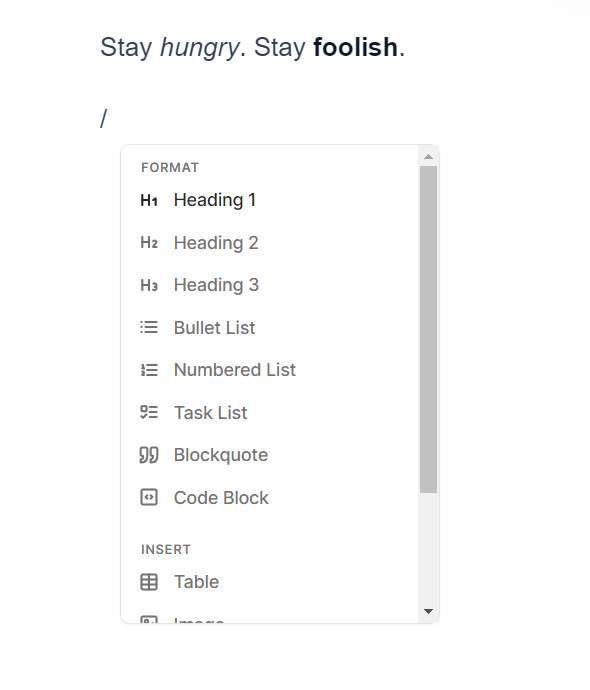 Stay hungry. Stay foolish.
/
FORMAT
H1 Heading 1
H2 Heading 2
H3 Heading 3
Bullet List
Numbered List
Task List
Blockquote
Code Block
INSERT
Table
Image